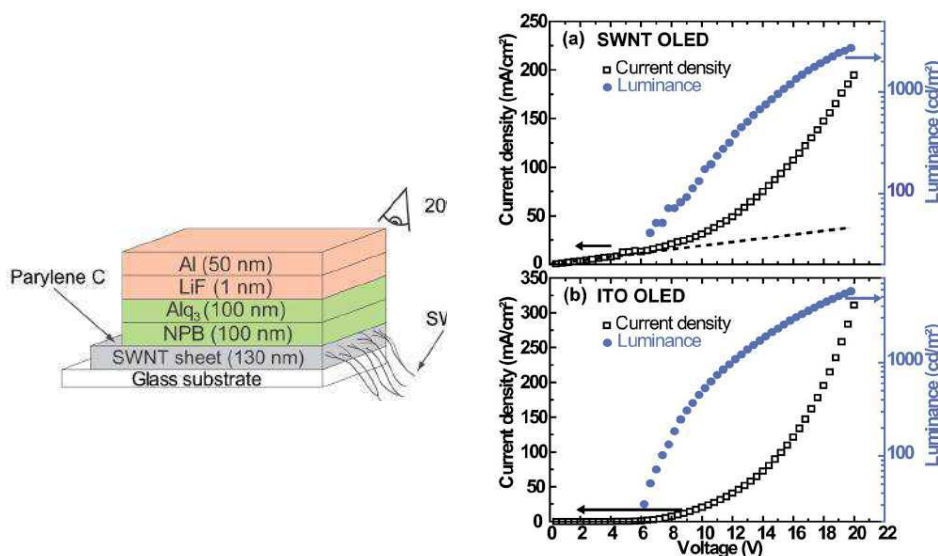 20°
Al (50 nm)
Parylene C
LiF (1 nm)
Alq3 (100 nm)
NPB (100 nm)
SW
SWNT sheet (130 nm)
Glass substrate
(a) SWNT OLED
Current density
Luminance
Current density (mA/cm²)
250
200
150
100
50
0
Luminance (cd/m²)
1000
100
(b) ITO OLED
Current density
Luminance
Current density (mA/cm²)
350
300
250
200
150
100
50
0
Luminance (cd/m²)
1000
100
0 2 4 6 8 10 12 14 16 18 20 22
Voltage (V)